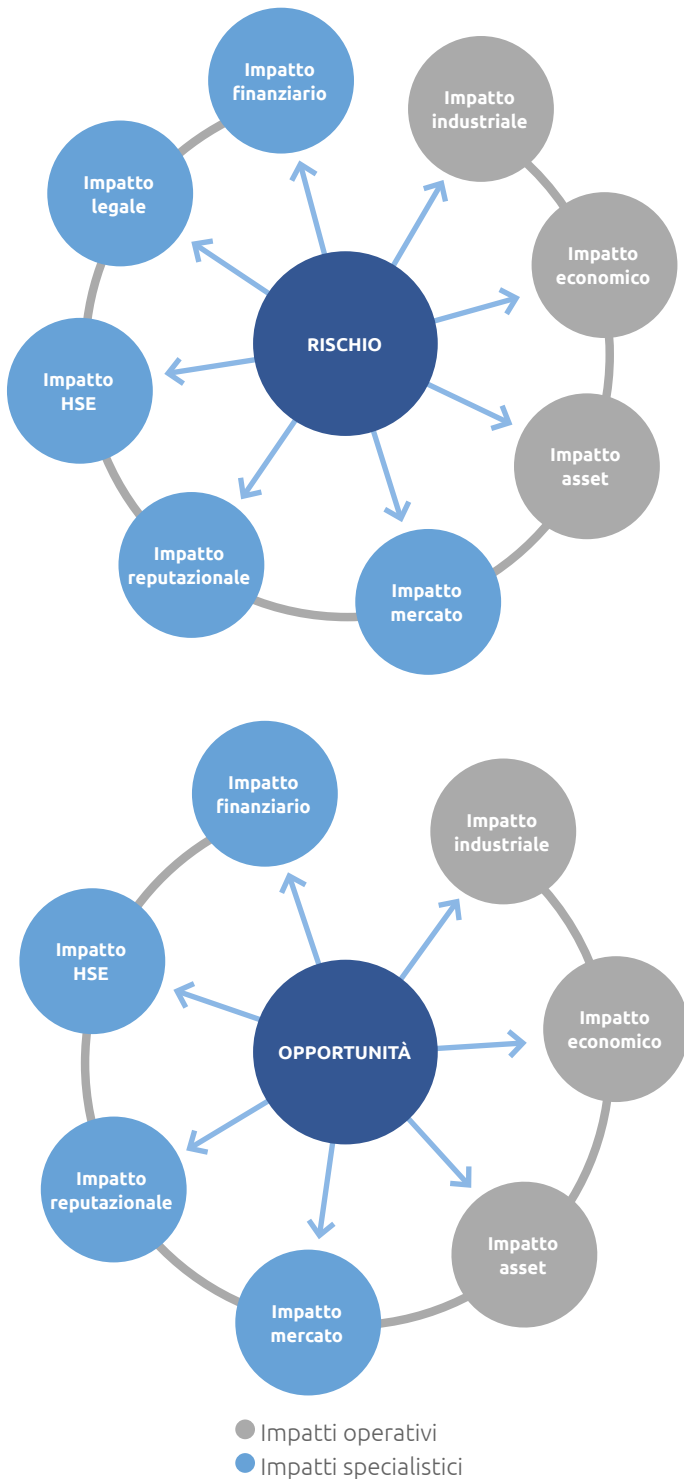 Impatto
finanziario
Impatto
industriale
Impatto
legale
Impatto
economico
RISCHIO
Impatto
HSE
Impatto
asset
Impatto
reputazionale
Impatto
mercato
Impatto
finanziario
Impatto
industriale
Impatto
HSE
Impatto
economico
OPPORTUNITÀ
Impatto
reputazionale
Impatto
asset
Impatto
mercato
Impatti operativi
Impatti specialistici